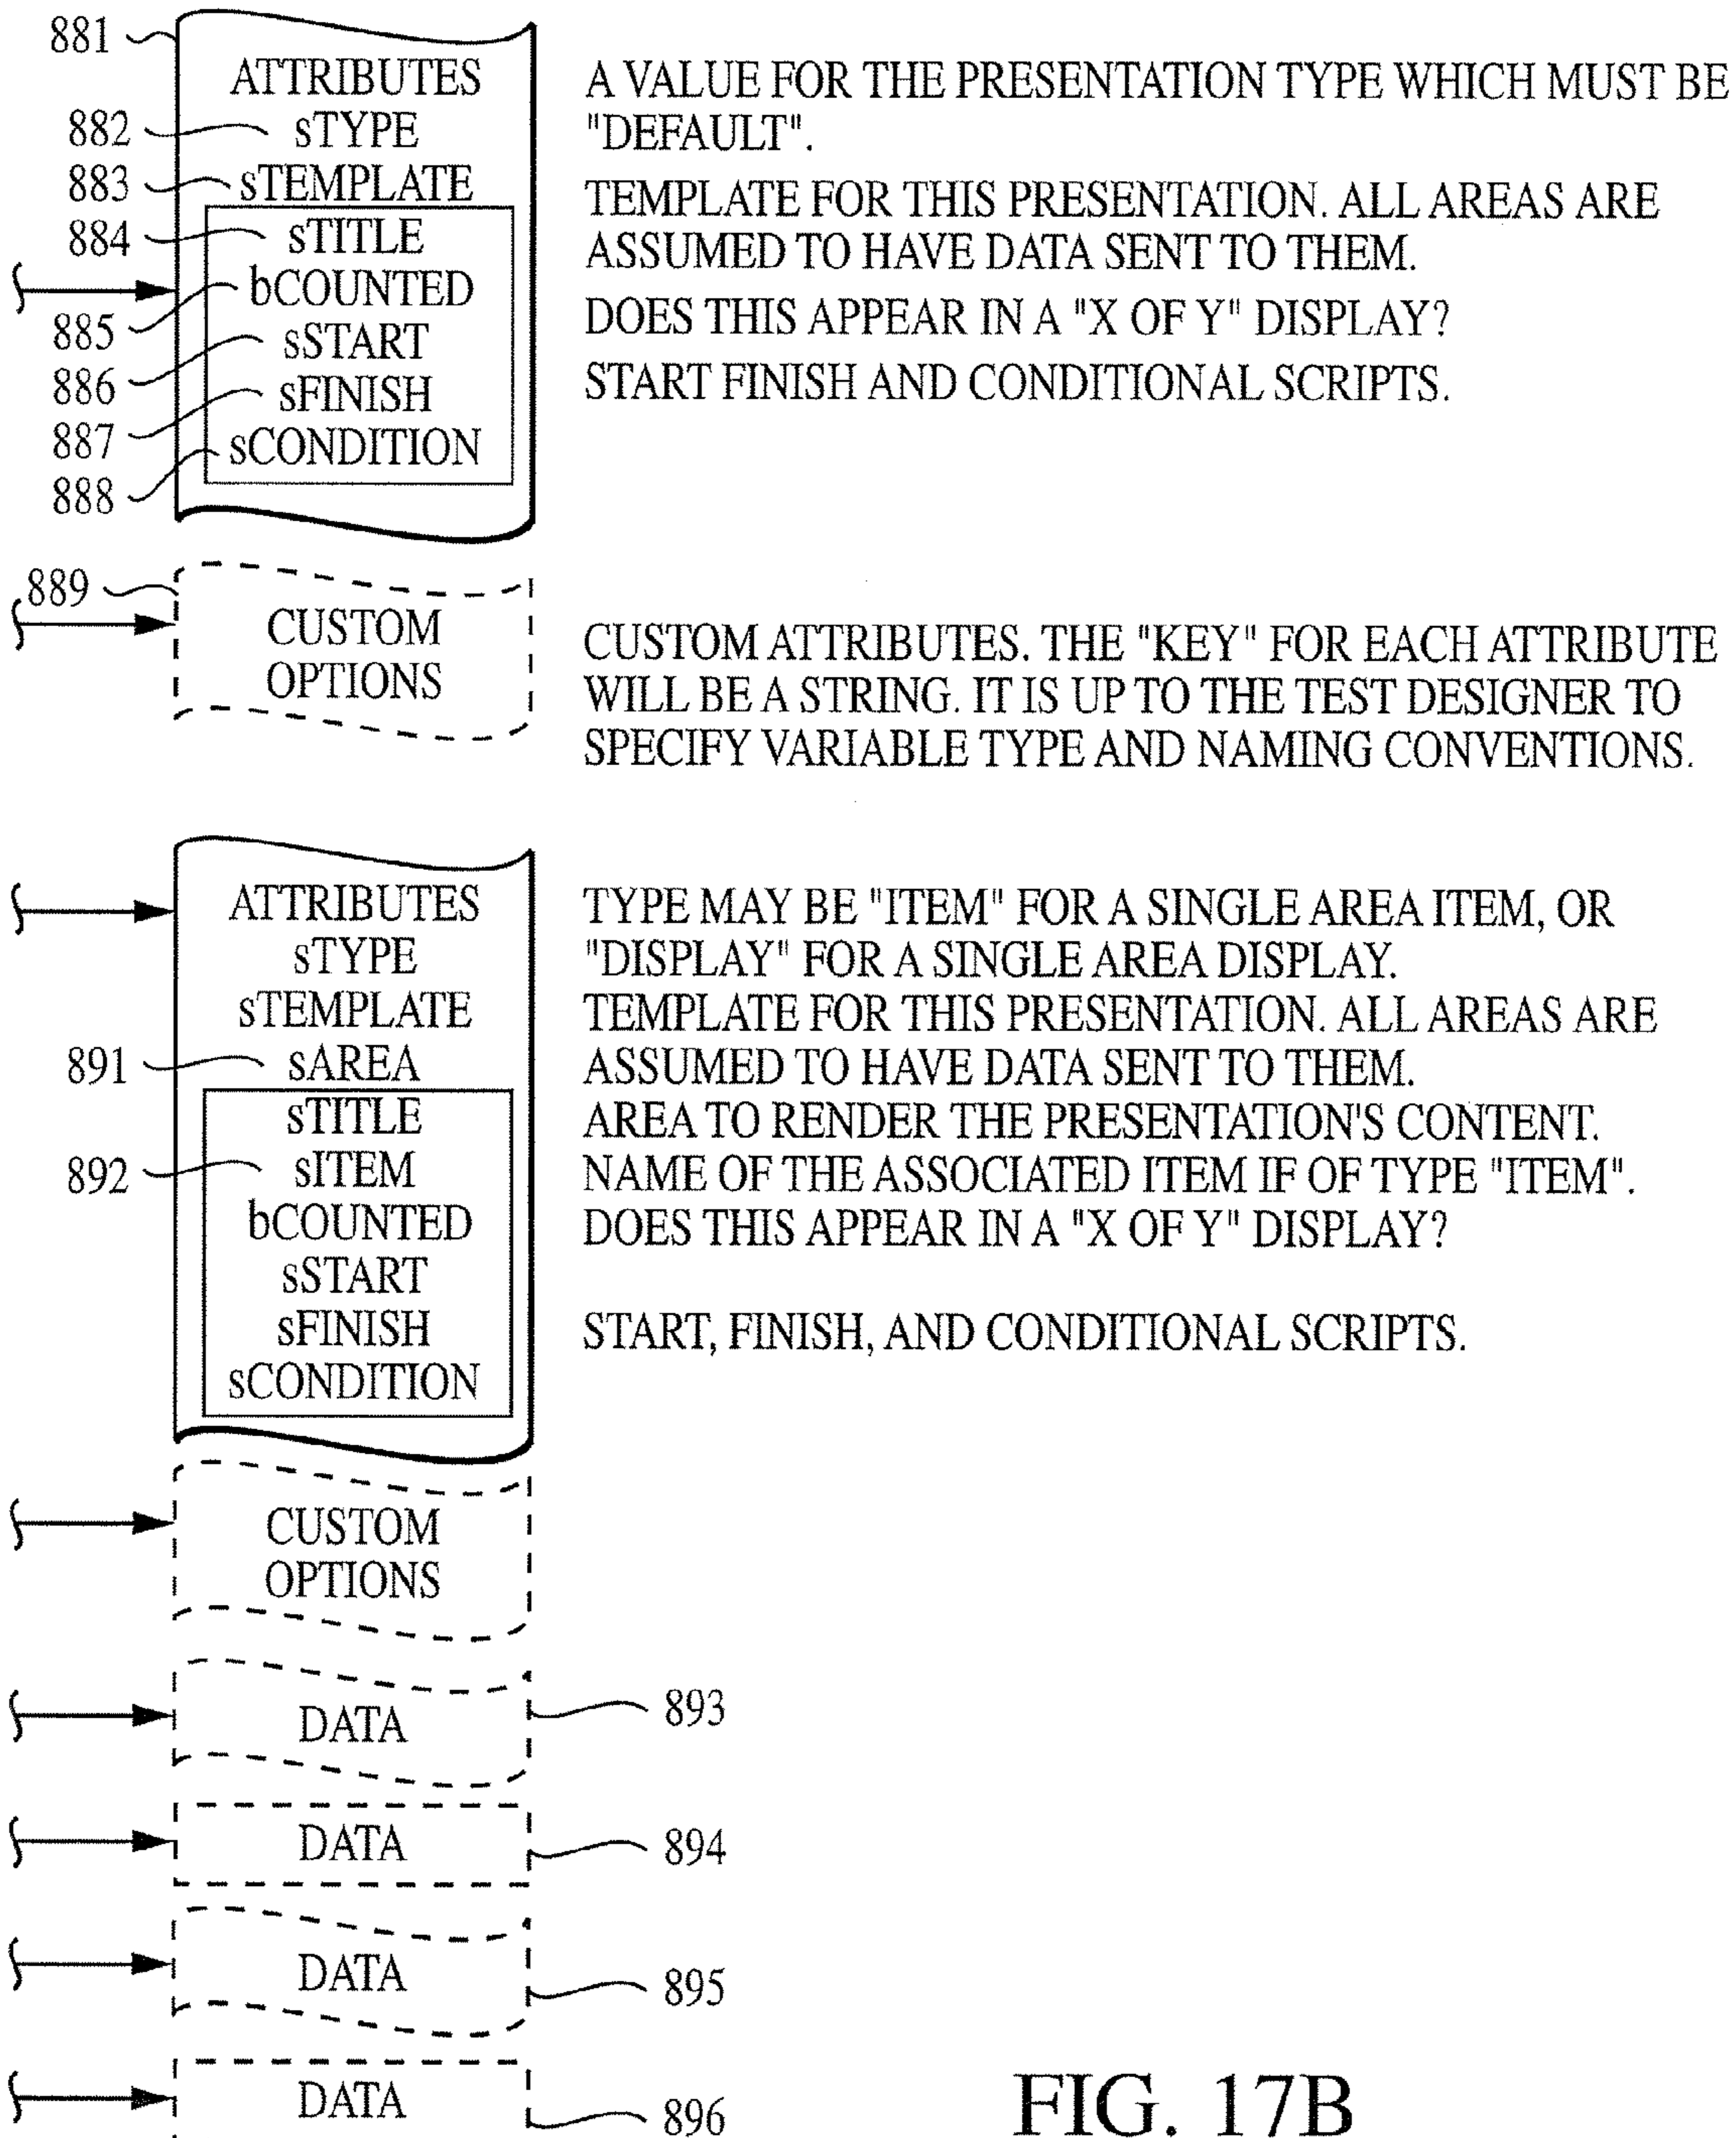 881
ATTRIBUTES
A VALUE FOR THE PRESENTATION TYPE WHICH MUST BE
882
sTYPE
"DEFAULT".
883
sTEMPLATE
TEMPLATE FOR THIS PRESENTATION. ALL AREAS ARE
884
sTITLE
ASSUMED TO HAVE DATA SENT TO THEM.
bCOUNTED
DOES THIS APPEAR IN A "X OF Y" DISPLAY?
885
sSTART
886
START FINISH AND CONDITIONAL SCRIPTS.
sFINISH
887
sCONDITION
888
889
CUSTOM
OPTIONS
CUSTOM ATTRIBUTES. THE "KEY" FOR EACH ATTRIBUTE
WILL BE A STRING. IT IS UP TO THE TEST DESIGNER TO
SPECIFY VARIABLE TYPE AND NAMING CONVENTIONS.
ATTRIBUTES
TYPE MAY BE "ITEM" FOR A SINGLE AREA ITEM, OR
sTYPE
"DISPLAY" FOR A SINGLE AREA DISPLAY.
sTEMPLATE
TEMPLATE FOR THIS PRESENTATION. ALL AREAS ARE
891
sAREA
ASSUMED TO HAVE DATA SENT TO THEM.
sTITLE
AREA TO RENDER THE PRESENTATION'S CONTENT.
892
sITEM
NAME OF THE ASSOCIATED ITEM IF OF TYPE "ITEM".
bCOUNTED
DOES THIS APPEAR IN A "X OF Y" DISPLAY?
sSTART
sFINISH
START, FINISH, AND CONDITIONAL SCRIPTS.
sCONDITION
CUSTOM
OPTIONS
DATA
893
DATA
894
DATA
895
DATA
896
FIG. 17B